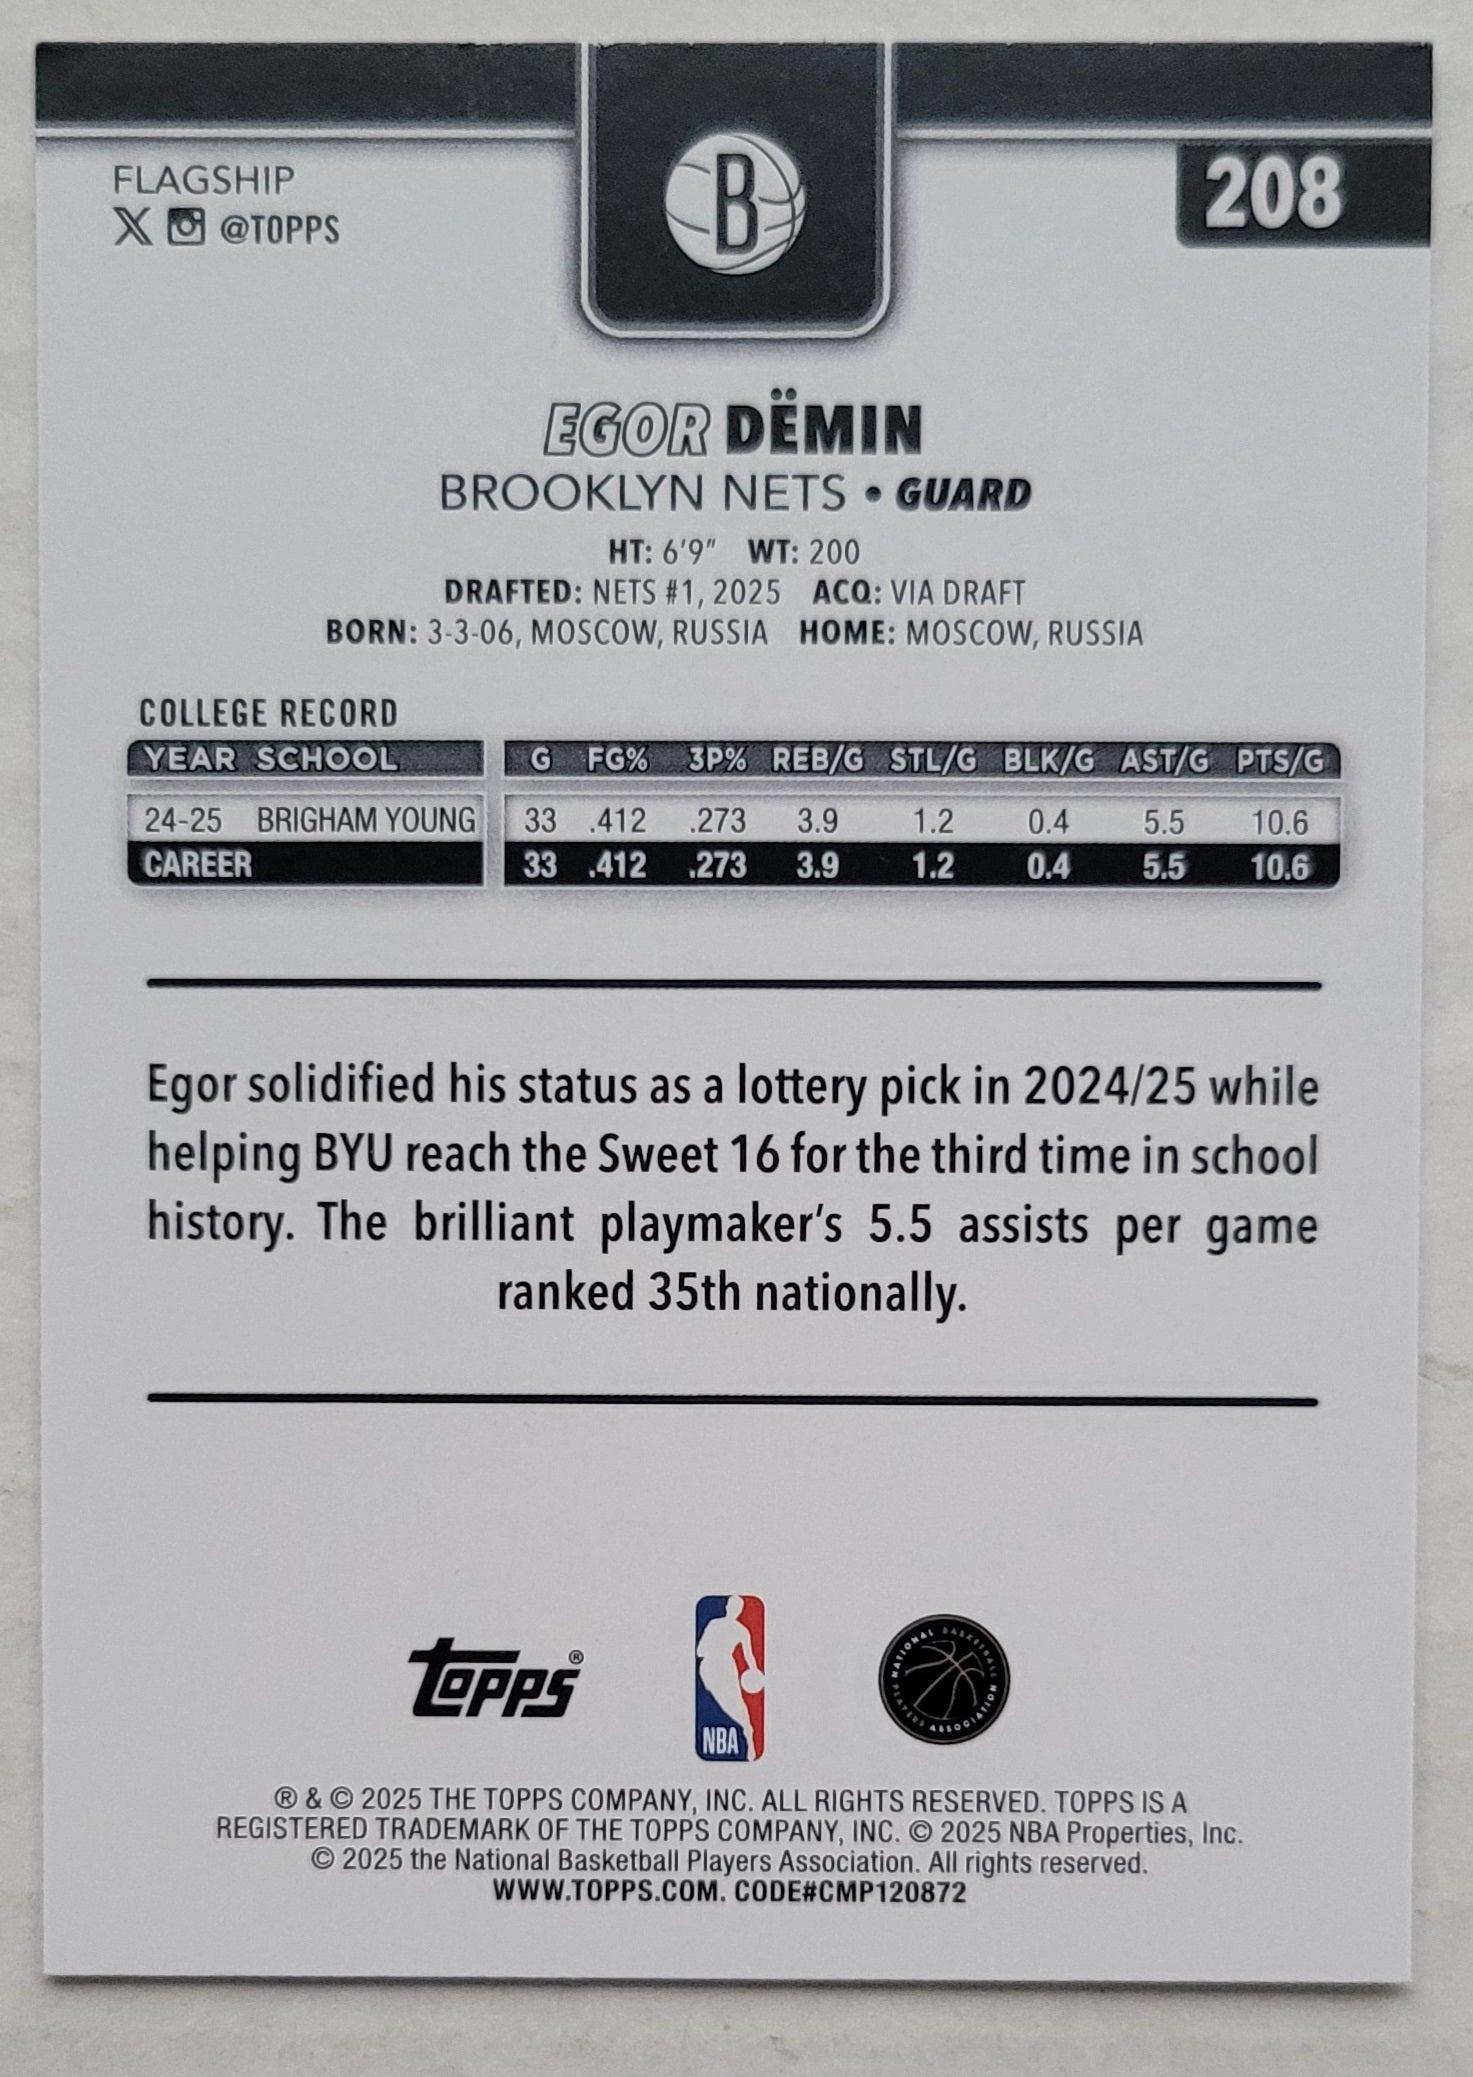 FLAGSHIP
X @TOPPS
B
208
EGOR DËMIN
BROOKLYN NETS • GUARD
HT: 6'9" WT: 200
DRAFTED: NETS #1, 2025 ACQ: VIA DRAFT
BORN: 3-3-06, MOSCOW, RUSSIA HOME: MOSCOW, RUSSIA
COLLEGE RECORD
YEAR SCHOOL G FG% 3P% REB/G STL/G BLK/G AST/G PTS/G
24-25 BRIGHAM YOUNG 33 .412 .273 3.9 1.2 0.4 5.5 10.6
CAREER 33 .412 .273 3.9 1.2 0.4 5.5 10.6
Egor solidified his status as a lottery pick in 2024/25 while
helping BYU reach the Sweet 16 for the third time in school
history. The brilliant playmaker's 5.5 assists per game
ranked 35th nationally.
TOPPS®
NBA
NATIONAL BASKETBALL PLAYERS ASSOCIATION
® & © 2025 THE TOPPS COMPANY, INC. ALL RIGHTS RESERVED. TOPPS IS A
REGISTERED TRADEMARK OF THE TOPPS COMPANY, INC. © 2025 NBA Properties, Inc.
© 2025 the National Basketball Players Association. All rights reserved.
WWW.TOPPS.COM. CODE#CMP120872